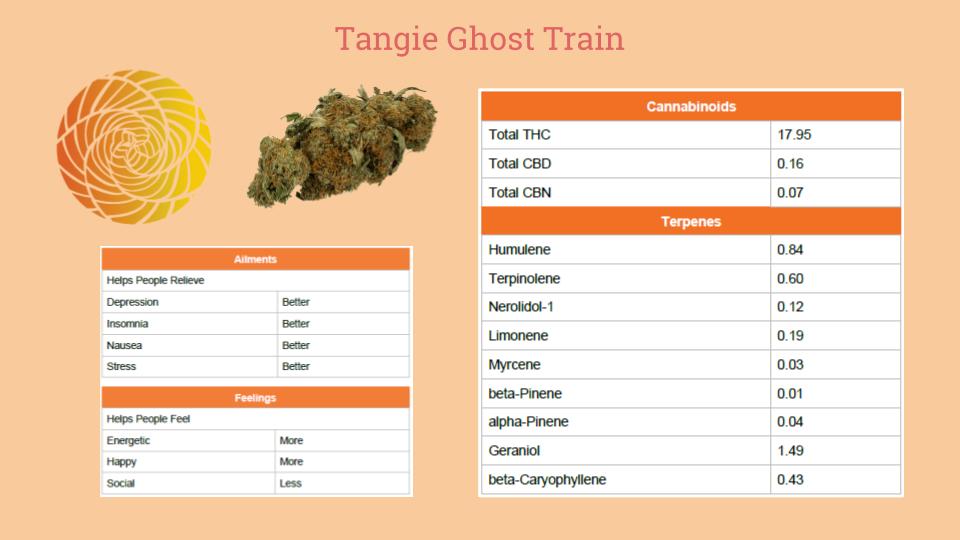 Tangie Ghost Train
Cannabinoids
Total THC 17.95
Total CBD 0.16
Total CBN 0.07
Terpenes
Humulene 0.84
Terpinolene 0.60
Nerolidol-1 0.12
Limonene 0.19
Myrcene 0.03
beta-Pinene 0.01
alpha-Pinene 0.04
Geraniol 1.49
beta-Caryophyllene 0.43
Ailments
Helps People Relieve
Depression Better
Insomnia Better
Nausea Better
Stress Better
Feelings
Helps People Feel
Energetic More
Happy More
Social Less